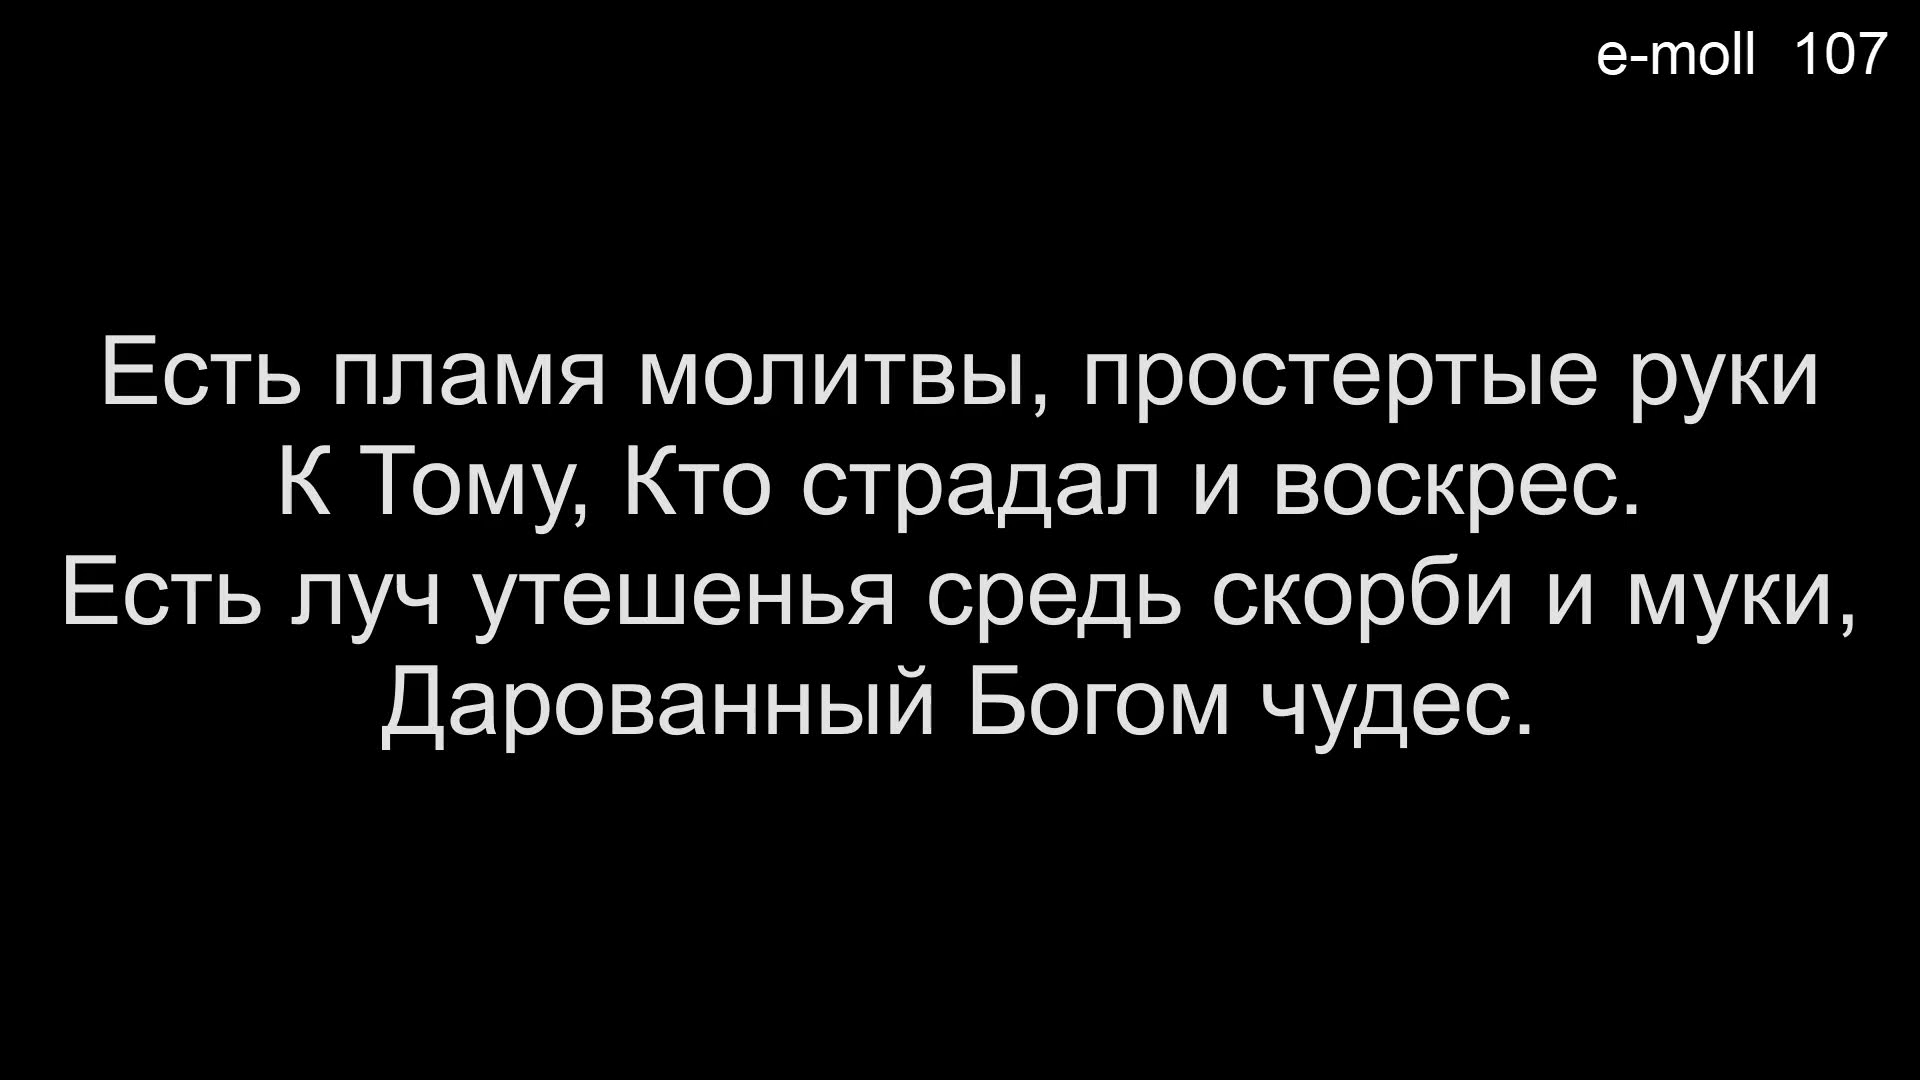 e-moll 107
Есть пламя молитвы, простертые руки
К Тому, Кто страдал и воскрес.
Есть луч утешенья средь скорби и муки,
Дарованный Богом чудес.